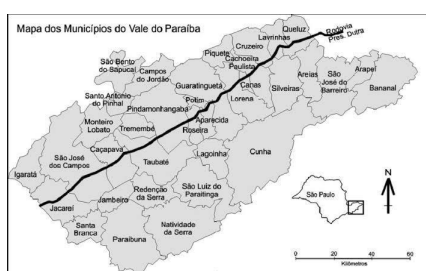 Mapa dos Municípios do Vale do Paraíba
Queluz
Rodovia
Pres. Dutra
Lavrinhas
Cruzeiro
Piquete
Cachoeira
Paulista
São Bento
do Sapucaí
Campos
do Jordão
Guaratinguetá
Canas
Areias
São
José do
Barreiro
Arapeí
Bananal
Silveiras
Lorena
Santo Antonio
do Pinhal
Potim
Pindamonhangaba
Aparecida
Roseira
Monteiro
Lobato
Tremembé
Caçapava
Taubaté
Lagoinha
Cunha
São José
dos Campos
Igaratá
Redenção
da Serra
São Luiz do
Paraitinga
Jacareí
Jambeiro
Santa
Branca
Natividade
da Serra
Paraibuna
São Paulo
N
0 20 40 60
Kilômetros